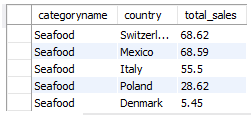 categoryname country total_sales
Seafood Switzerl... 68.62
Seafood Mexico 68.59
Seafood Italy 55.5
Seafood Poland 28.62
Seafood Denmark 5.45